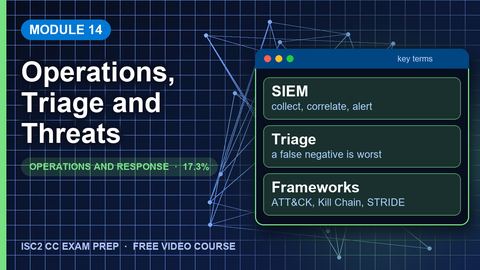 MODULE 14
Operations,
Triage and
Threats
OPERATIONS AND RESPONSE · 17.3%
ISC2 CC EXAM PREP · FREE VIDEO COURSE
key terms
SIEM
collect, correlate, alert
Triage
a false negative is worst
Frameworks
ATT&CK, Kill Chain, STRIDE